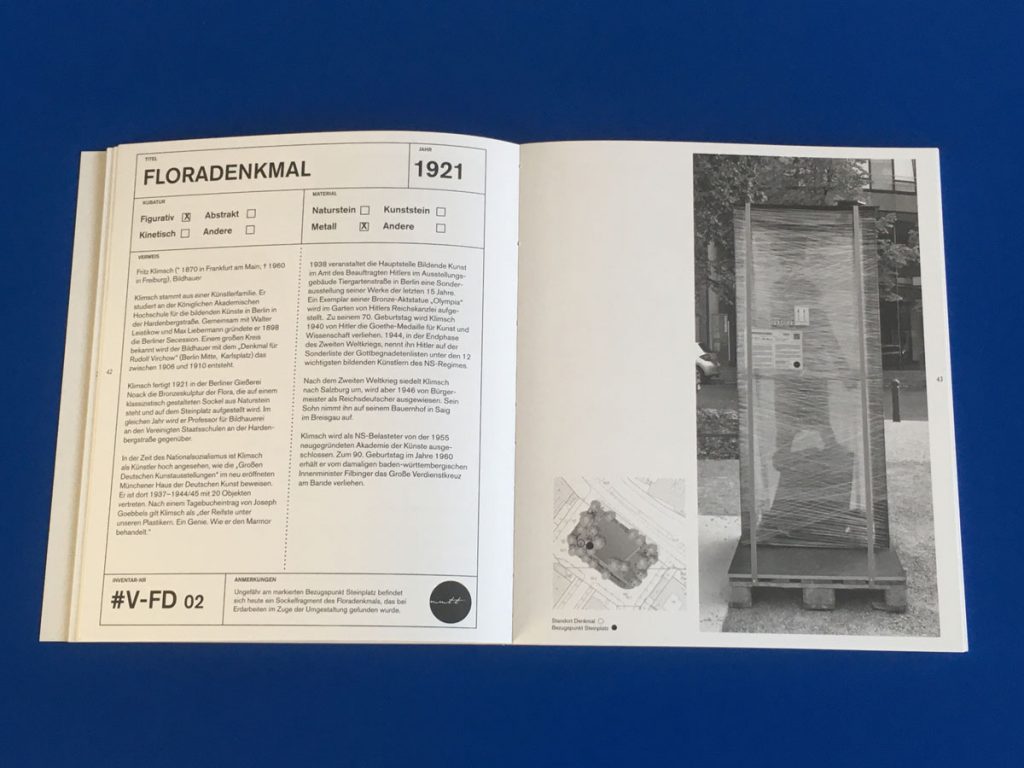 TITEL
FLORADENKMAL
JAHR
1921
KUBATUR
Figurativ X Abstrakt
Kinetisch Andere
MATERIAL
Naturstein Kunststein
Metall X Andere
VERWEIS
Fritz Klimsch (* 1870 in Frankfurt am Main, † 1960
in Freiburg), Bildhauer
Klimsch stammt aus einer Künstlerfamilie. Er
studiert an der Königlichen Akademischen
Hochschule für die bildenden Künste in Berlin in
der Hardenbergstraße. Gemeinsam mit Walter
Leistikow und Max Liebermann gründete er 1898
die Berliner Secession. Einem großen Kreis
bekannt wird der Bildhauer mit dem „Denkmal für
Rudolf Virchow“ (Berlin Mitte, Karlsplatz) das
zwischen 1906 und 1910 entsteht.
Klimsch fertigt 1921 in der Berliner Gießerei
Noack die Bronzeskulptur der Flora, die auf einem
klassizistisch gestalteten Sockel aus Naturstein
steht und auf dem Steinplatz aufgestellt wird. Im
gleichen Jahr wird er Professor für Bildhauerei
an den Vereinigten Staatsschulen an der Harden-
bergstraße gegenüber.
In der Zeit des Nationalsozialismus ist Klimsch
als Künstler hoch angesehen, wie die „Großen
Deutschen Kunstausstellungen“ im neu eröffneten
Münchener Haus der Deutschen Kunst beweisen.
Er ist dort 1937–1944/45 mit 20 Objekten
vertreten. Nach einem Tagebucheintrag von Joseph
Goebbels gilt Klimsch als „der Reifste unter
unseren Plastikern. Ein Genie. Wie er den Marmor
behandelt.“
1938 veranstaltet die Hauptstelle Bildende Kunst
im Amt des Beauftragten Hitlers im Ausstellungs-
gebäude Tiergartenstraße in Berlin eine Sonder-
ausstellung seiner Werke der letzten 15 Jahre.
Ein Exemplar seiner Bronze-Aktstatue „Olympia“
wird im Garten von Hitlers Reichskanzlei aufge-
stellt. Zu seinem 70. Geburtstag wird Klimsch
1940 von Hitler die Goethe-Medaille für Kunst und
Wissenschaft verliehen. 1944, in der Endphase
des Zweiten Weltkriegs, nennt ihn Hitler auf der
Sonderliste der Gottbegnadetenlisten unter den 12
wichtigsten bildenden Künstlern des NS-Regimes.
Nach dem Zweiten Weltkrieg siedelt Klimsch
nach Salzburg um, wird aber 1946 von Bürger-
meister als Reichsdeutscher ausgewiesen. Sein
Sohn nimmt ihn auf seinem Bauernhof in Saig
im Breisgau auf.
Klimsch wird als NS-Belasteter von der 1955
neugegründeten Akademie der Künste ausge-
schlossen. Zum 90. Geburtstag im Jahre 1960
erhält er vom damaligen baden-württembergischen
Innenminister Filbinger das Große Verdienstkreuz
am Bande verliehen.
42
INVENTAR-NR
#V-FD 02
ANMERKUNGEN
Ungefähr am markierten Bezugspunkt Steinplatz befindet
sich heute ein Sockelfragment des Floradenkmals, das bei
Erdarbeiten im Zuge der Umgestaltung gefunden wurde.
mutt
43
Standort Denkmal
Bezugspunkt Steinplatz